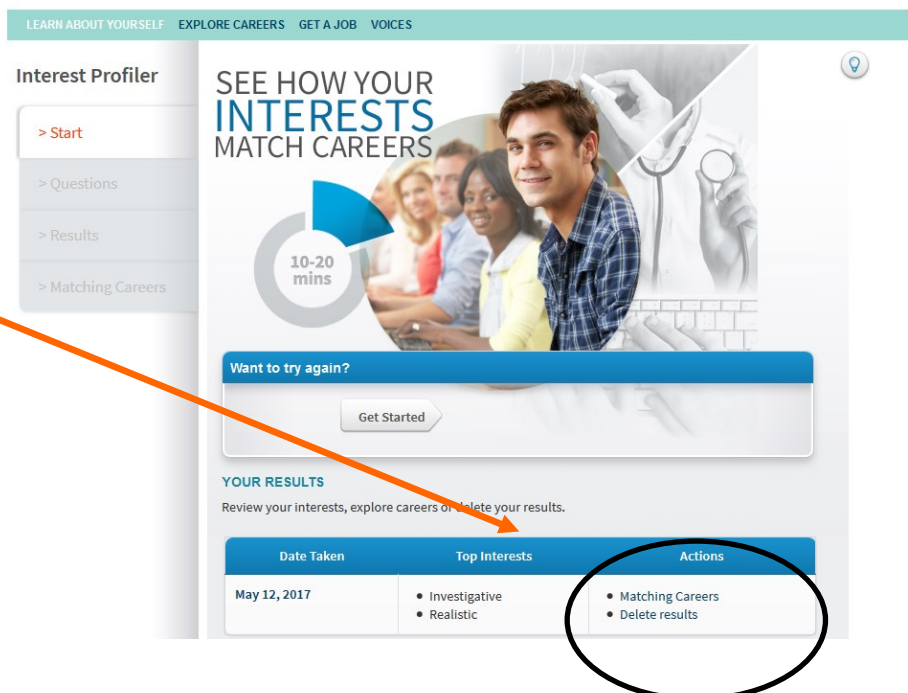 LEARN ABOUT YOURSELF EXPLORE CAREERS GET A JOB VOICES
Interest Profiler
> Start
> Questions
> Results
> Matching Careers
SEE HOW YOUR
INTERESTS
MATCH CAREERS
10-20
mins
Want to try again?
Get Started
YOUR RESULTS
Review your interests, explore careers or delete your results.
Date Taken Top Interests Actions
May 12, 2017 • Investigative • Matching Careers
• Realistic • Delete results